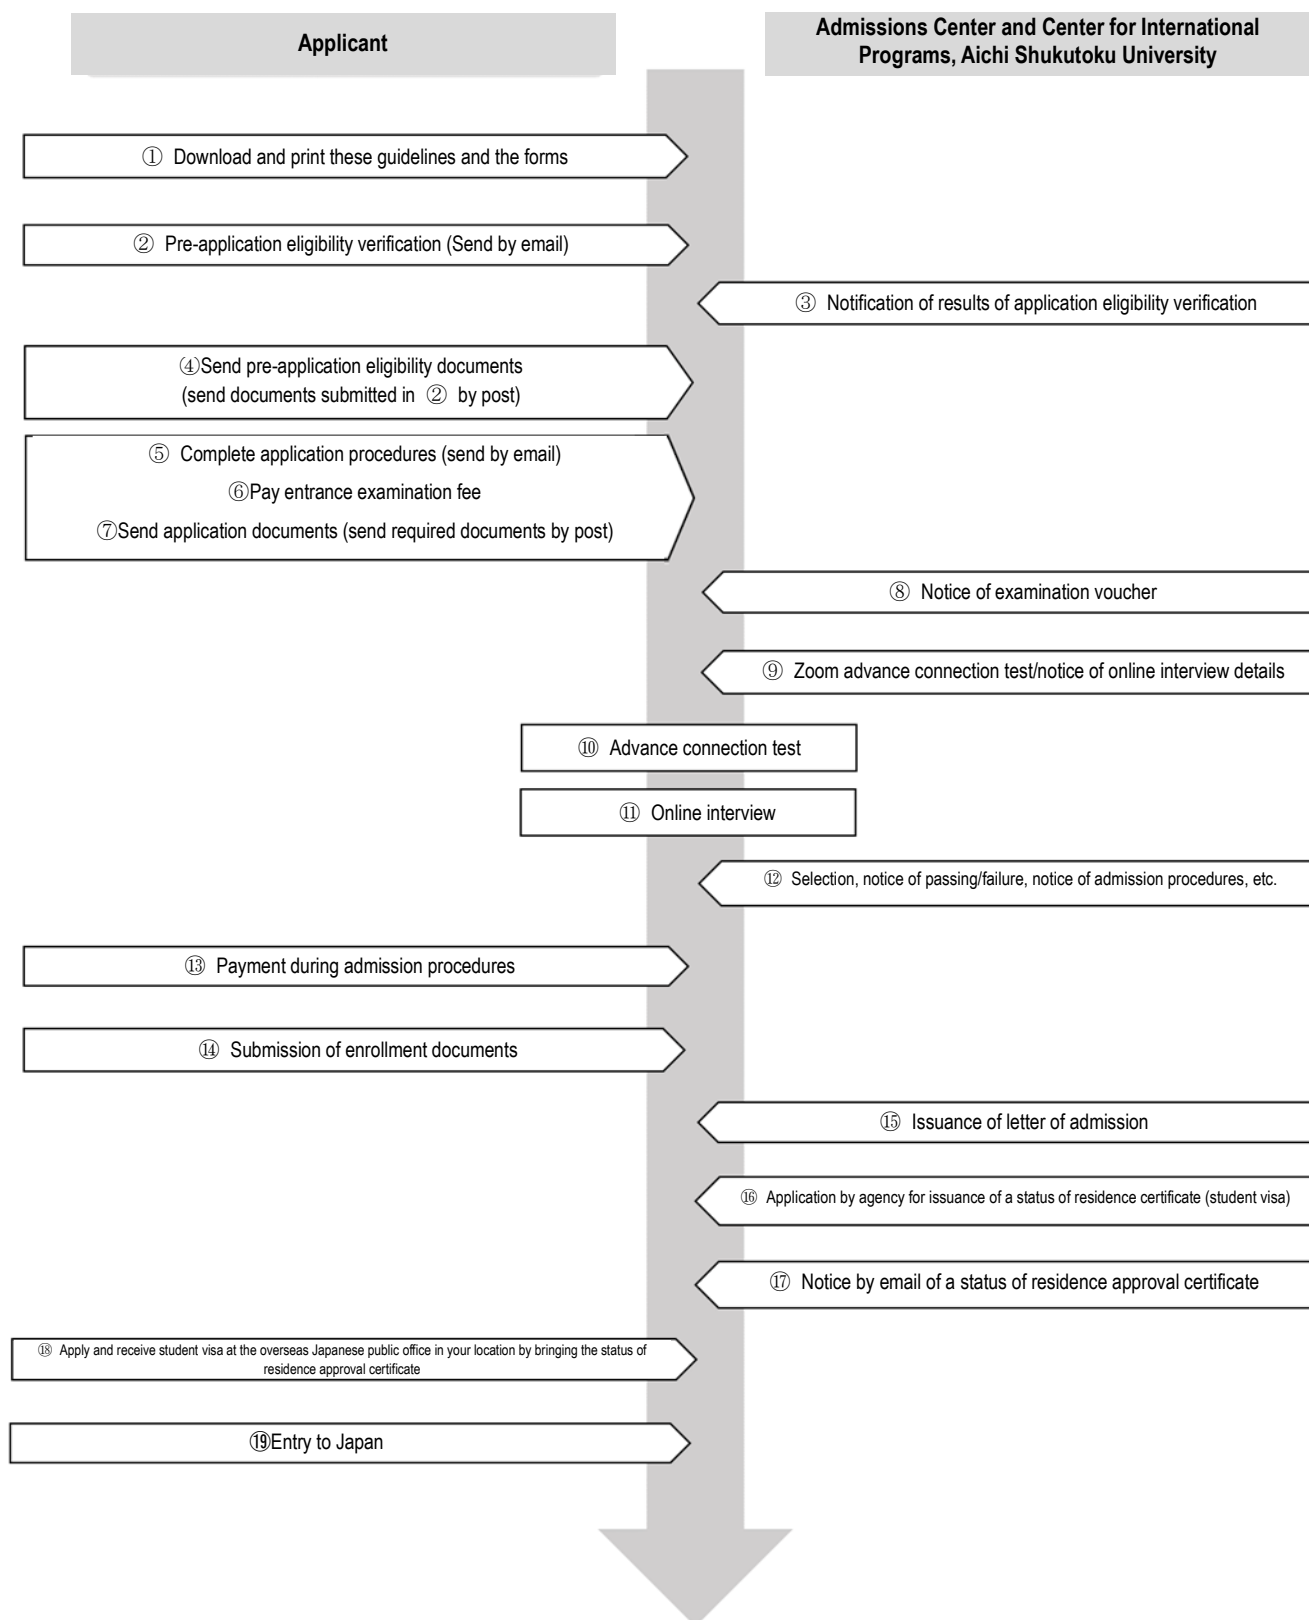 Applicant
Admissions Center and Center for International
Programs, Aichi Shukutoku University
① Download and print these guidelines and the forms
② Pre-application eligibility verification (Send by email)
③ Notification of results of application eligibility verification
④Send pre-application eligibility documents
(send documents submitted in ② by post)
⑤ Complete application procedures (send by email)
⑥Pay entrance examination fee
⑦Send application documents (send required documents by post)
⑧ Notice of examination voucher
⑨ Zoom advance connection test/notice of online interview details
⑩ Advance connection test
⑪ Online interview
⑫ Selection, notice of passing/failure, notice of admission procedures, etc.
⑬ Payment during admission procedures
⑭ Submission of enrollment documents
⑮ Issuance of letter of admission
⑯ Application by agency for issuance of a status of residence certificate (student visa)
⑰ Notice by email of a status of residence approval certificate
⑱ Apply and receive student visa at the overseas Japanese public office in your location by bringing the status of
residence approval certificate
⑲Entry to Japan